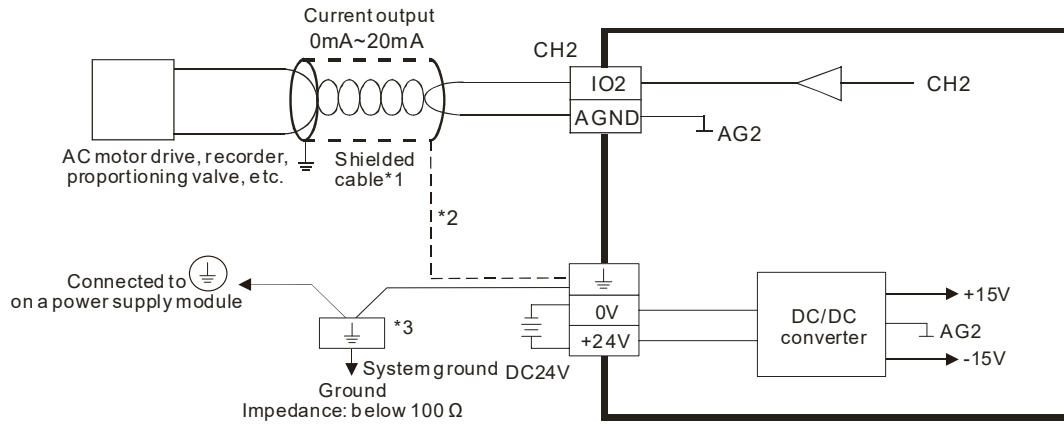 Current output
0mA~20mA
CH2
IO2
CH2
AGND
AG2
AC motor drive, recorder,
proportioning valve, etc.
Shielded
cable*1
*2
Connected to
on a power supply module
*3
System ground
Ground
Impedance: below 100 Ω
0V
+24V
DC24V
DC/DC
converter
+15V
AG2
-15V